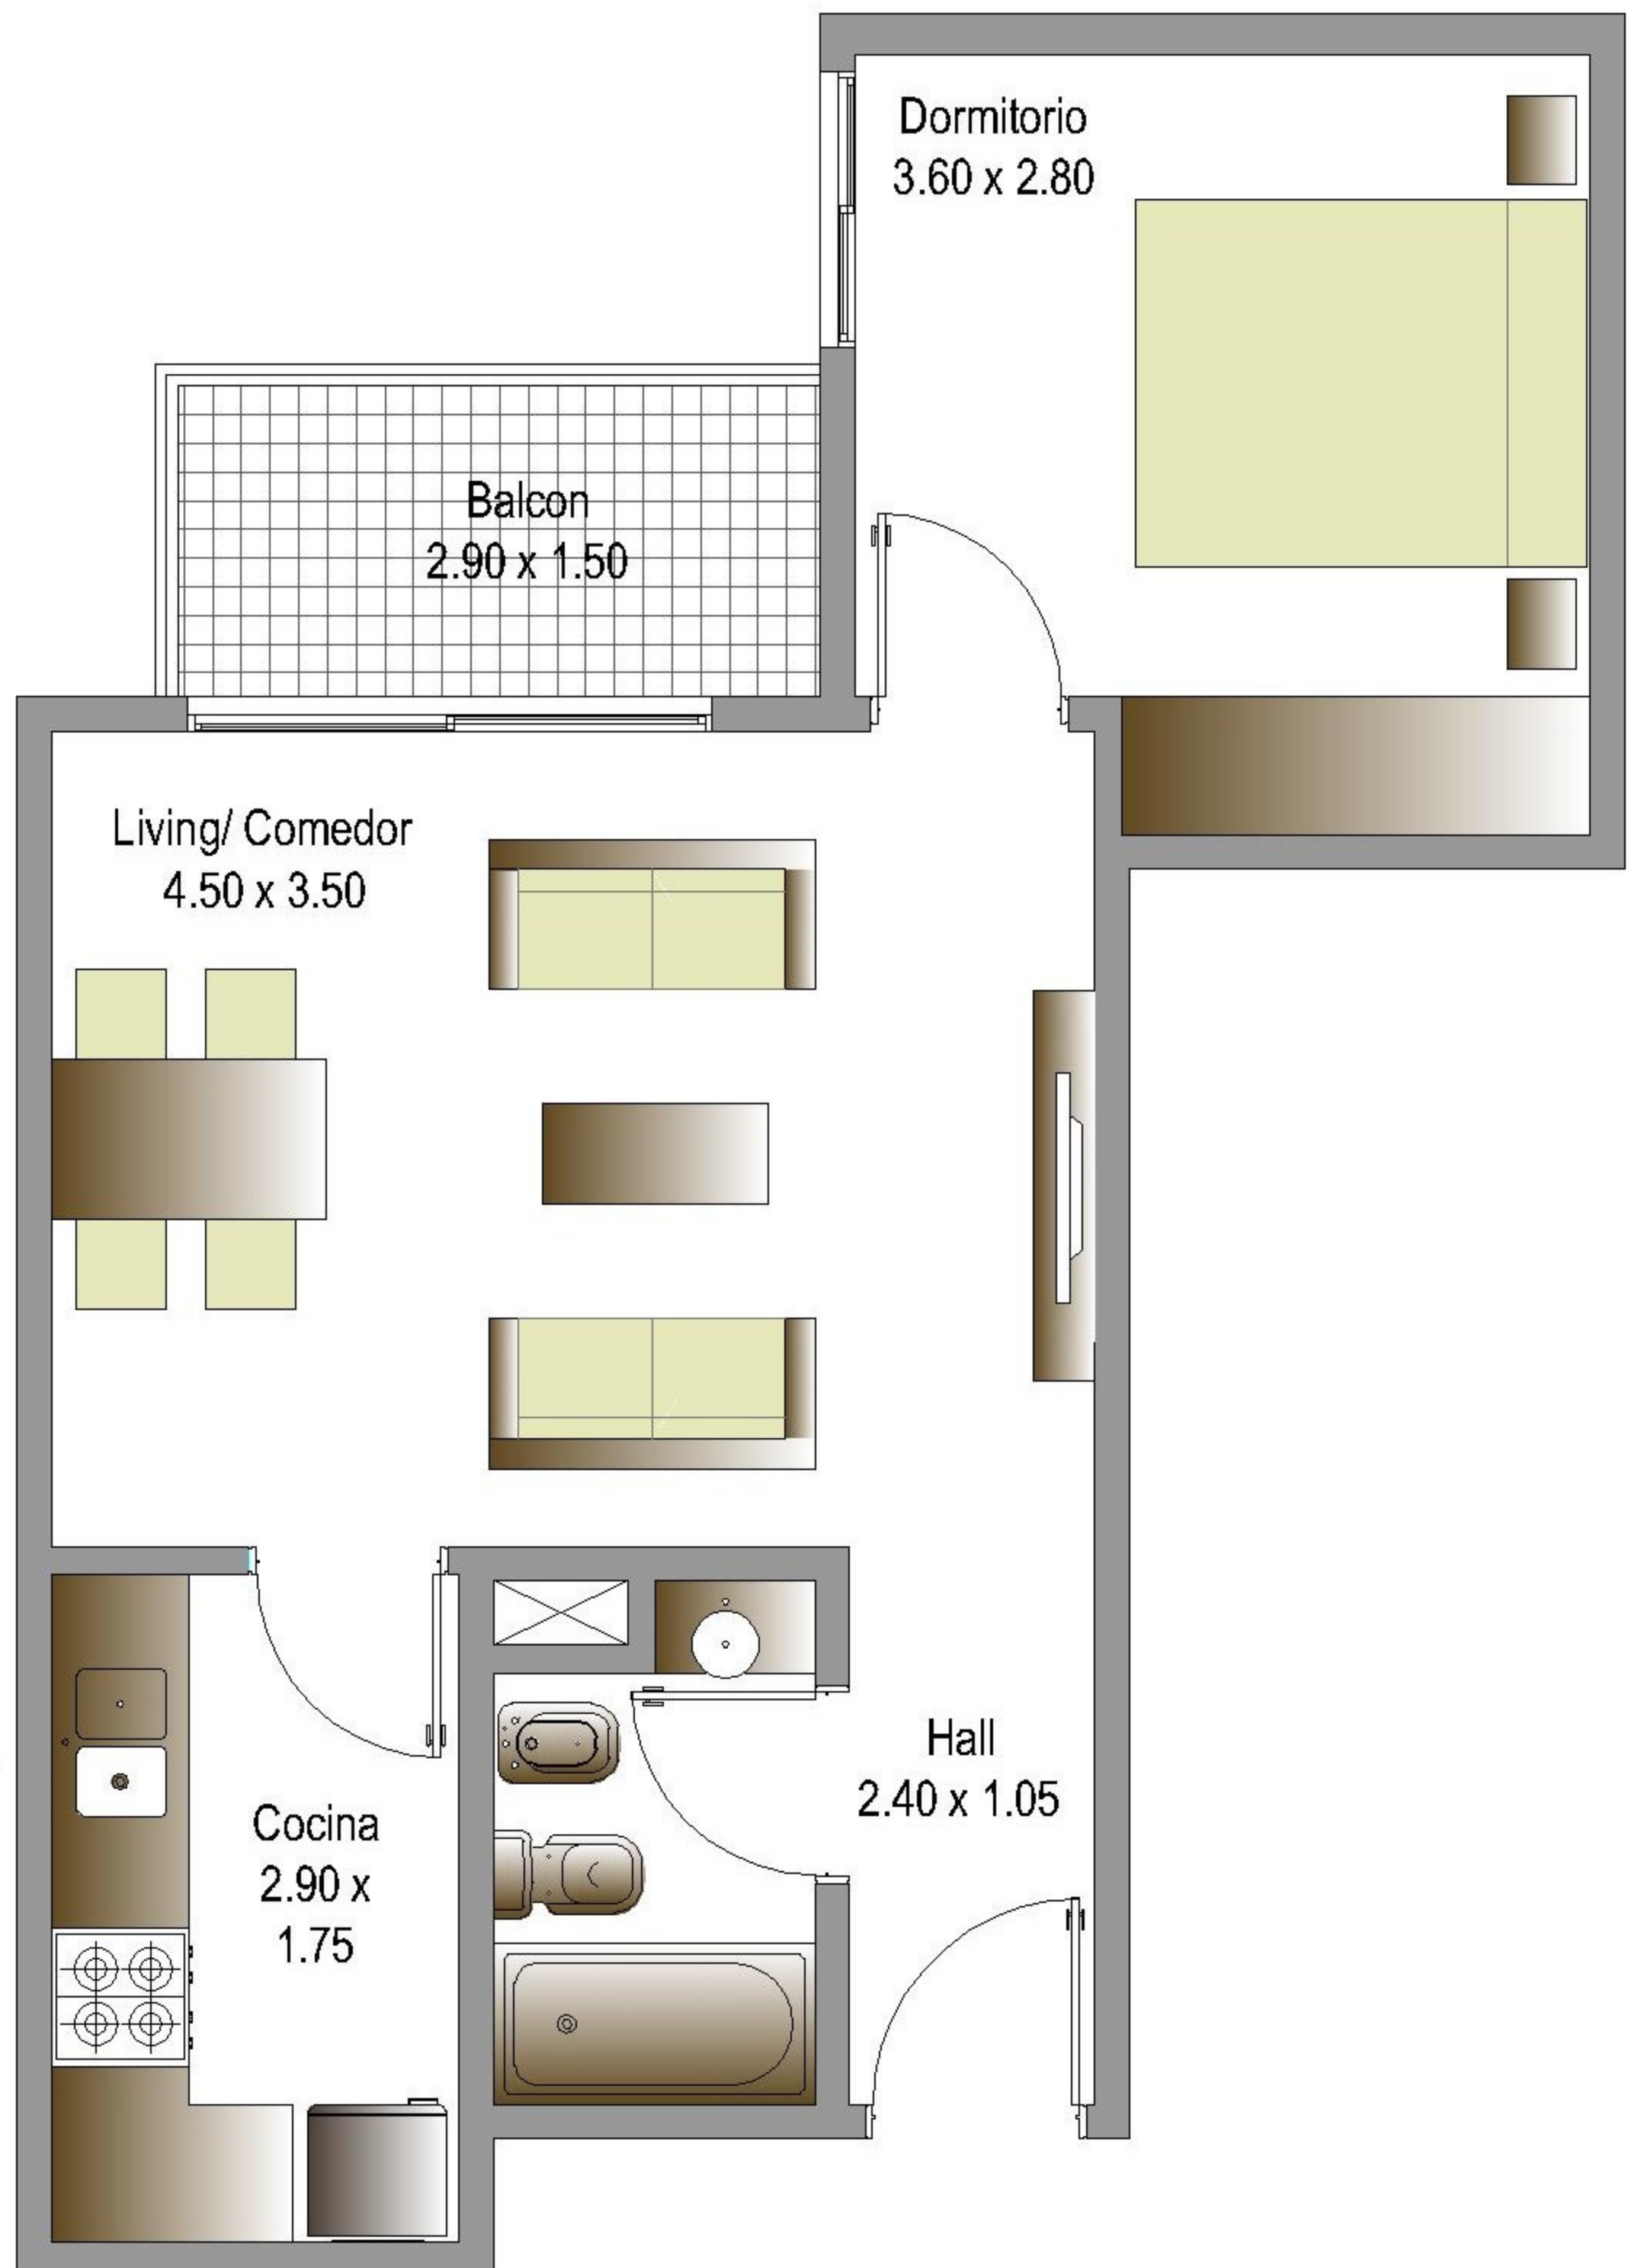 Dormitorio
3.60 x 2.80
Balcon
2.90 x 1.50
Living/ Comedor
4.50 x 3.50
Hall
2.40 x 1.05
Cocina
2.90 x
1.75